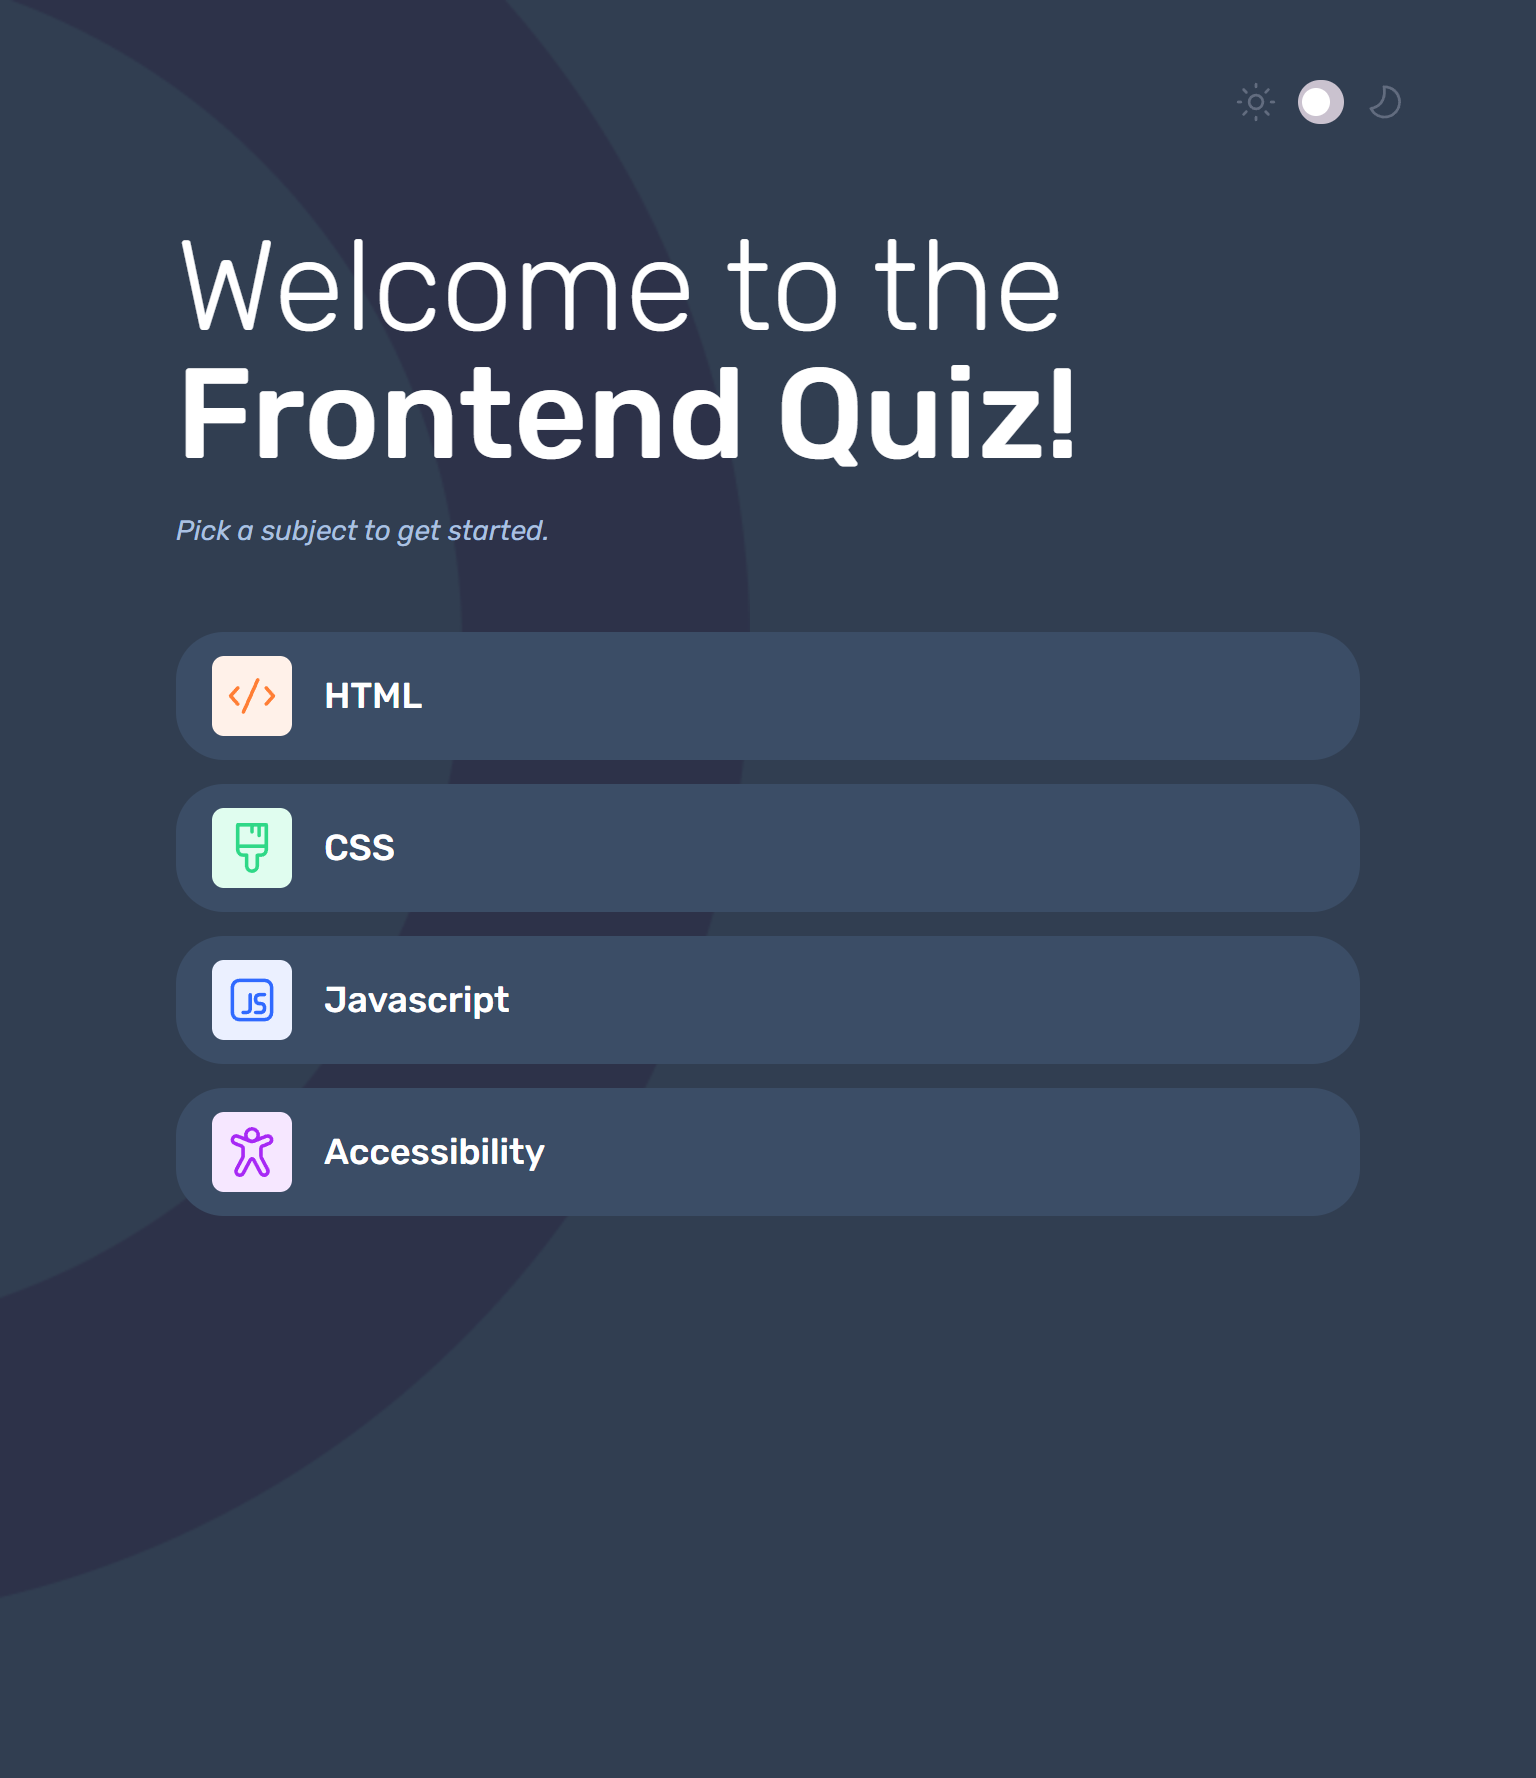 Welcome to the
Frontend Quiz!
Pick a subject to get started.
HTML
CSS
JS
Javascript
Accessibility